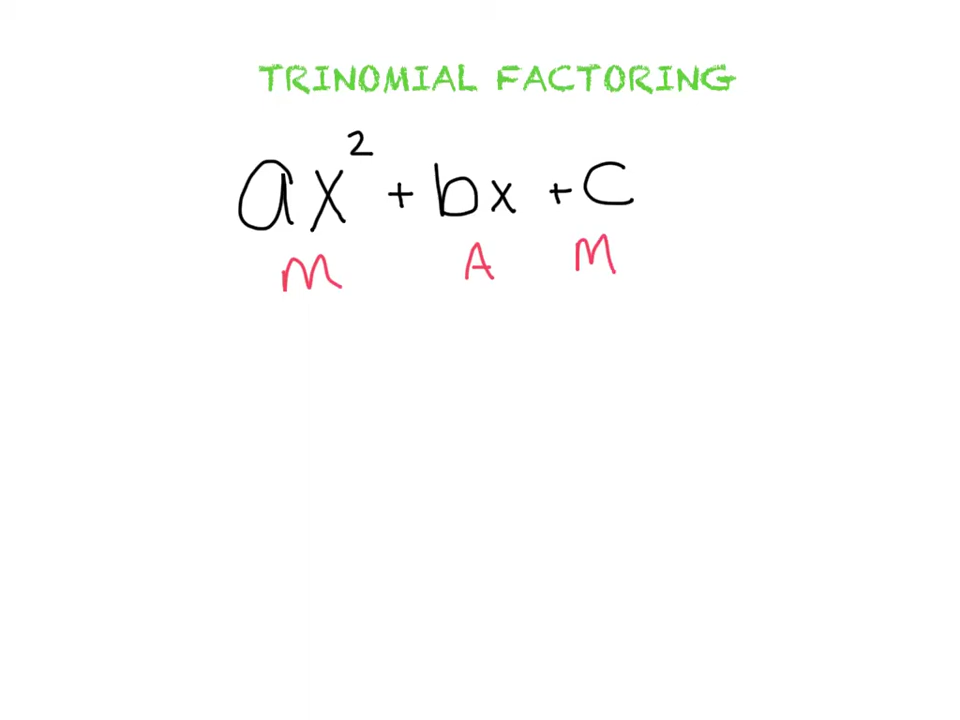 TRINOMIAL FACTORING
ax² + bx + c
M A M